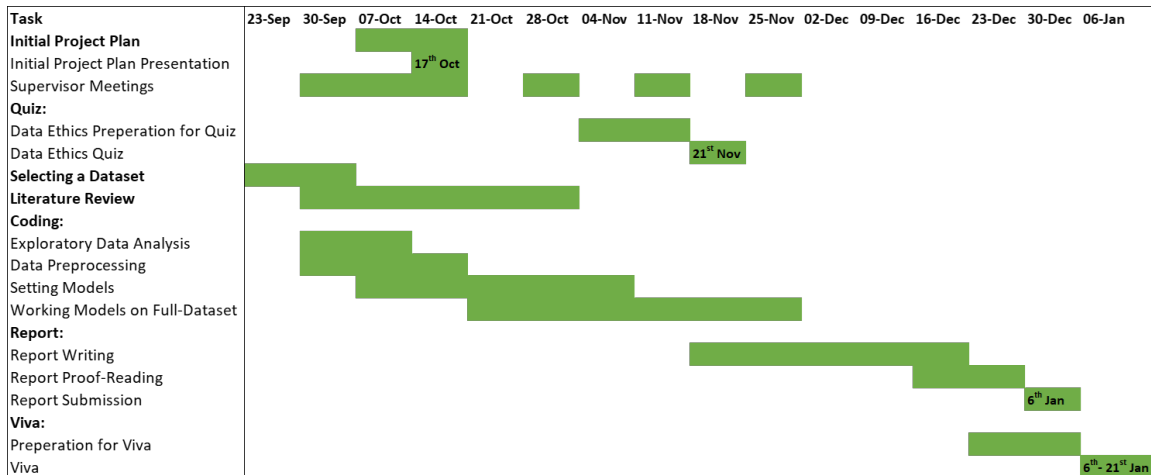 Task 23-Sep 30-Sep 07-Oct 14-Oct 21-Oct 28-Oct 04-Nov 11-Nov 18-Nov 25-Nov 02-Dec 09-Dec 16-Dec 23-Dec 30-Dec 06-Jan
Initial Project Plan
Initial Project Plan Presentation 17th Oct
Supervisor Meetings
Quiz:
Data Ethics Preperation for Quiz
Data Ethics Quiz 21st Nov
Selecting a Dataset
Literature Review
Coding:
Exploratory Data Analysis
Data Preprocessing
Setting Models
Working Models on Full-Dataset
Report:
Report Writing
Report Proof-Reading
Report Submission 6th Jan
Viva:
Preperation for Viva
Viva 6th- 21st Jan